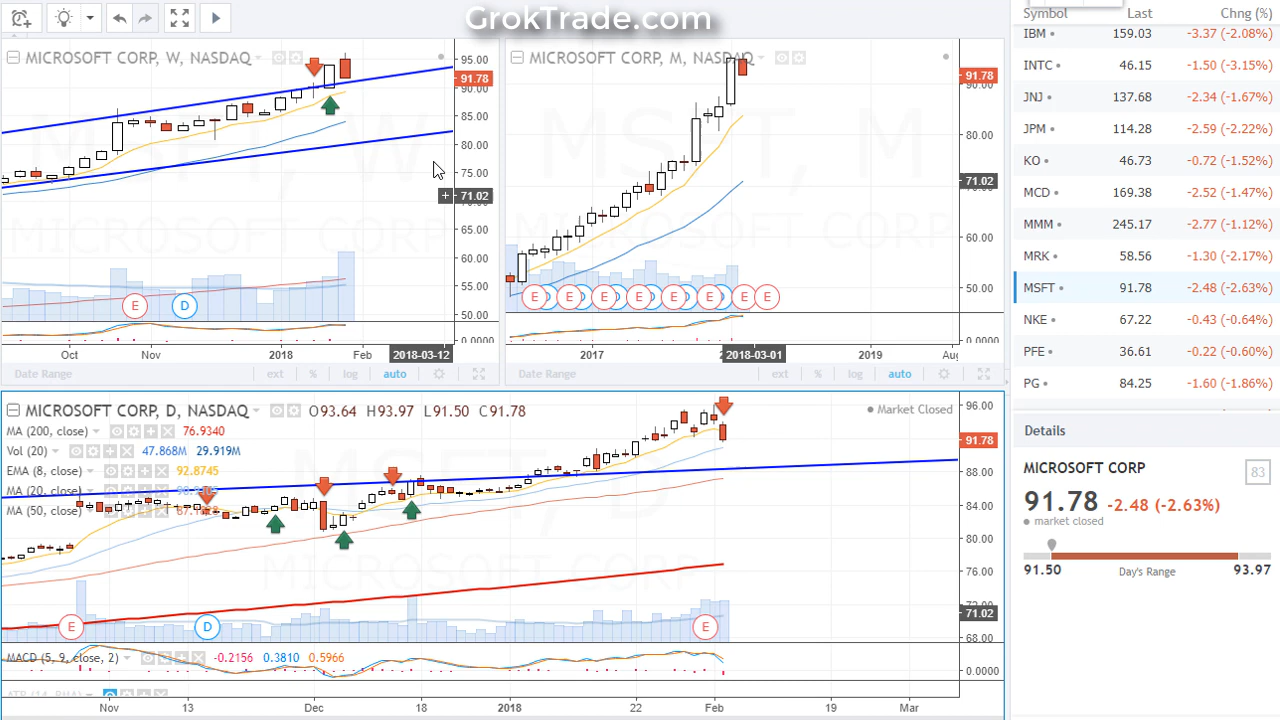 GrokTrade.com
MICROSOFT CORP, W, NASDAQ
95.00
91.78
90.00
85.00
80.00
75.00
71.02
65.00
60.00
55.00
50.00
E
D
0.0000
Oct
Nov
2018
Feb
2018-03-12
Date Range
ext
%
log
auto
MICROSOFT CORP, M, NASDAQ
91.78
90.00
80.00
71.02
60.00
50.00
E
E
E
E
E
E
E
E
0.0000
2017
2018-03-01
2019
Date Range
ext
%
log
auto
MICROSOFT CORP, D, NASDAQ
O93.64 H93.97 L91.50 C91.78
Market Closed
MA (200, close) 76.9340
Vol (20) 47.868M 29.919M
EMA (8, close) 92.8745
MA (20, close)
MA (50, close)
96.00
91.78
88.00
84.00
80.00
76.00
71.02
68.00
E
D
E
MACD (5, 9, close, 2) -0.2156 0.3810 0.5966
0.0000
Nov
13
Dec
18
2018
22
Feb
19
Mar
Symbol Last Chng (%)
IBM 159.03 -3.37 (-2.08%)
INTC 46.15 -1.50 (-3.15%)
JNJ 137.68 -2.34 (-1.67%)
JPM 114.28 -2.59 (-2.22%)
KO 46.73 -0.72 (-1.52%)
MCD 169.38 -2.52 (-1.47%)
MMM 245.17 -2.77 (-1.12%)
MRK 58.56 -1.30 (-2.17%)
MSFT 91.78 -2.48 (-2.63%)
NKE 67.22 -0.43 (-0.64%)
PFE 36.61 -0.22 (-0.60%)
PG 84.25 -1.60 (-1.86%)
Details
MICROSOFT CORP
83
91.78 -2.48 (-2.63%)
market closed
91.50 Day's Range 93.97